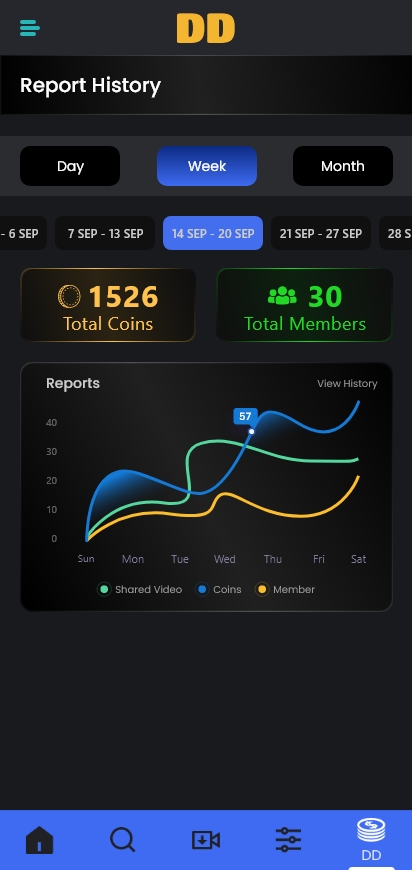 DD
Report History
Day Week Month
- 6 SEP 7 SEP - 13 SEP 14 SEP - 20 SEP 21 SEP - 27 SEP 28 S
1526 30
Total Coins Total Members
Reports View History
57
40
30
20
10
0
Sun Mon Tue Wed Thu Fri Sat
Shared Video Coins Member
DD